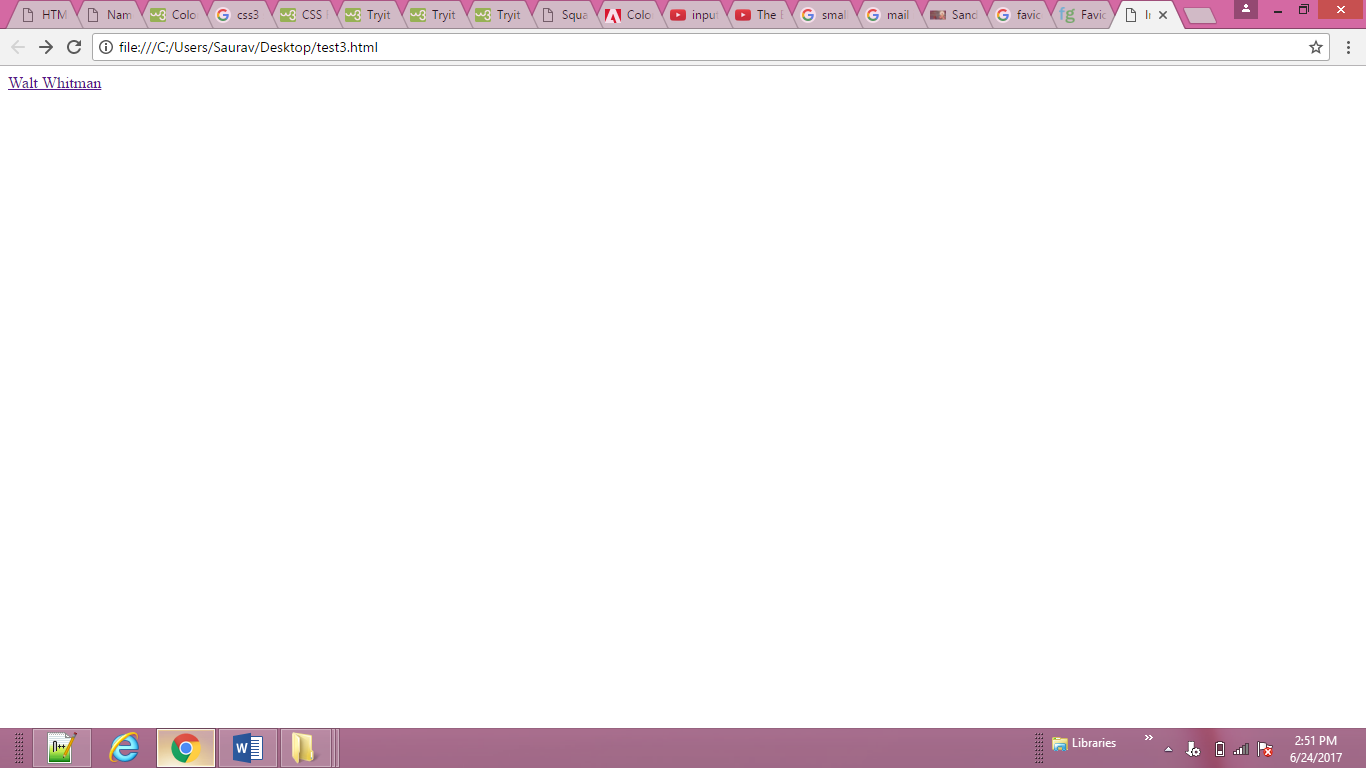 HTM Nam Colo css3 CSS f Tryit Tryit Tryit Squa Colo inpu The smal mail Sand favic Favic
file:///C:/Users/Saurav/Desktop/test3.html
Walt Whitman
Libraries
2:51 PM
6/24/2017